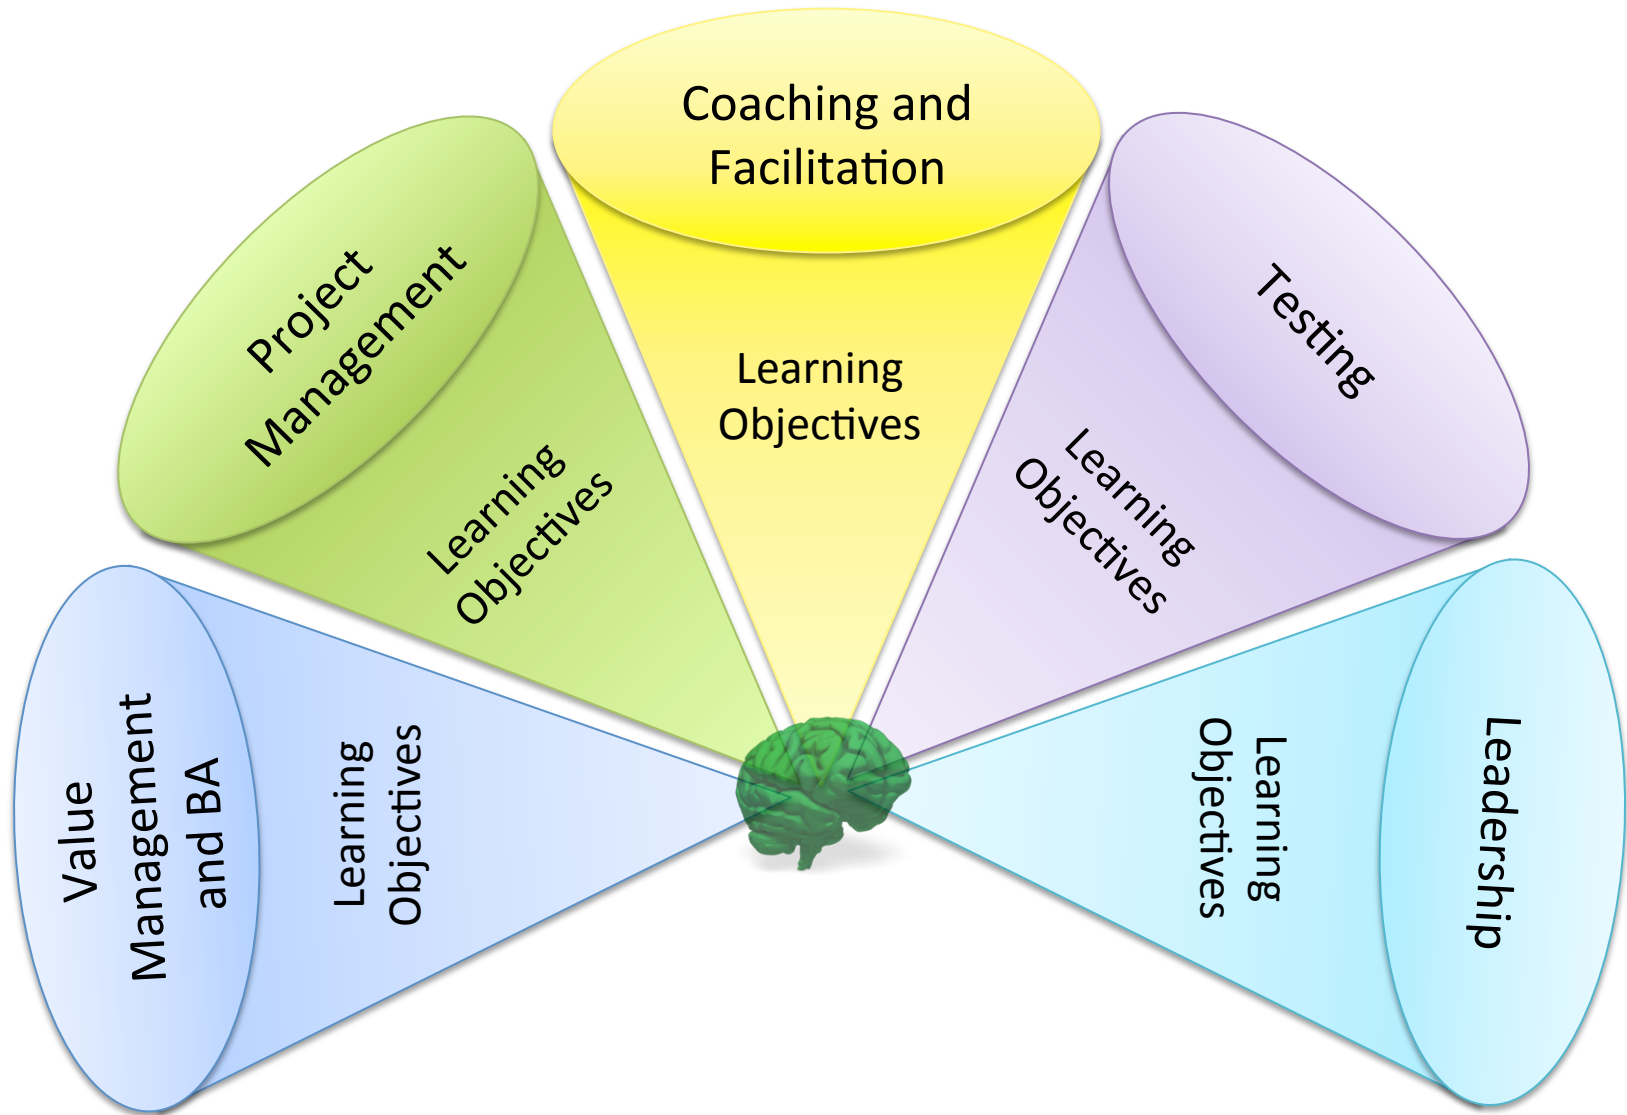 Coaching and
Facilitation
Learning
Objectives
Project
Management
Learning
Objectives
Testing
Learning
Objectives
Value
Management
and BA
Learning
Objectives
Leadership
Learning
Objectives